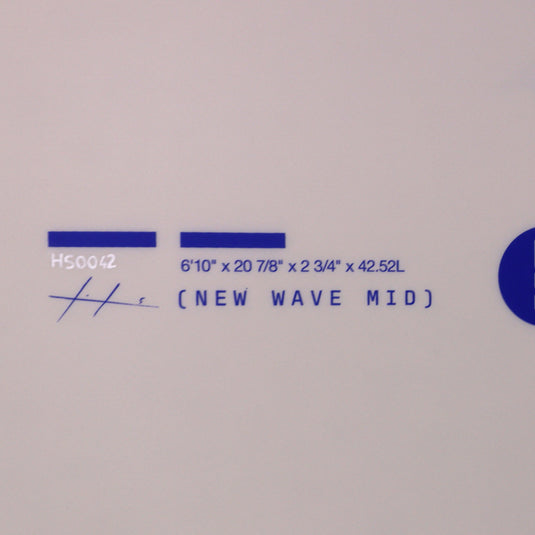 HS0042
6'10" x 20 7/8" x 2 3/4" x 42.52L
(NEW WAVE MID)